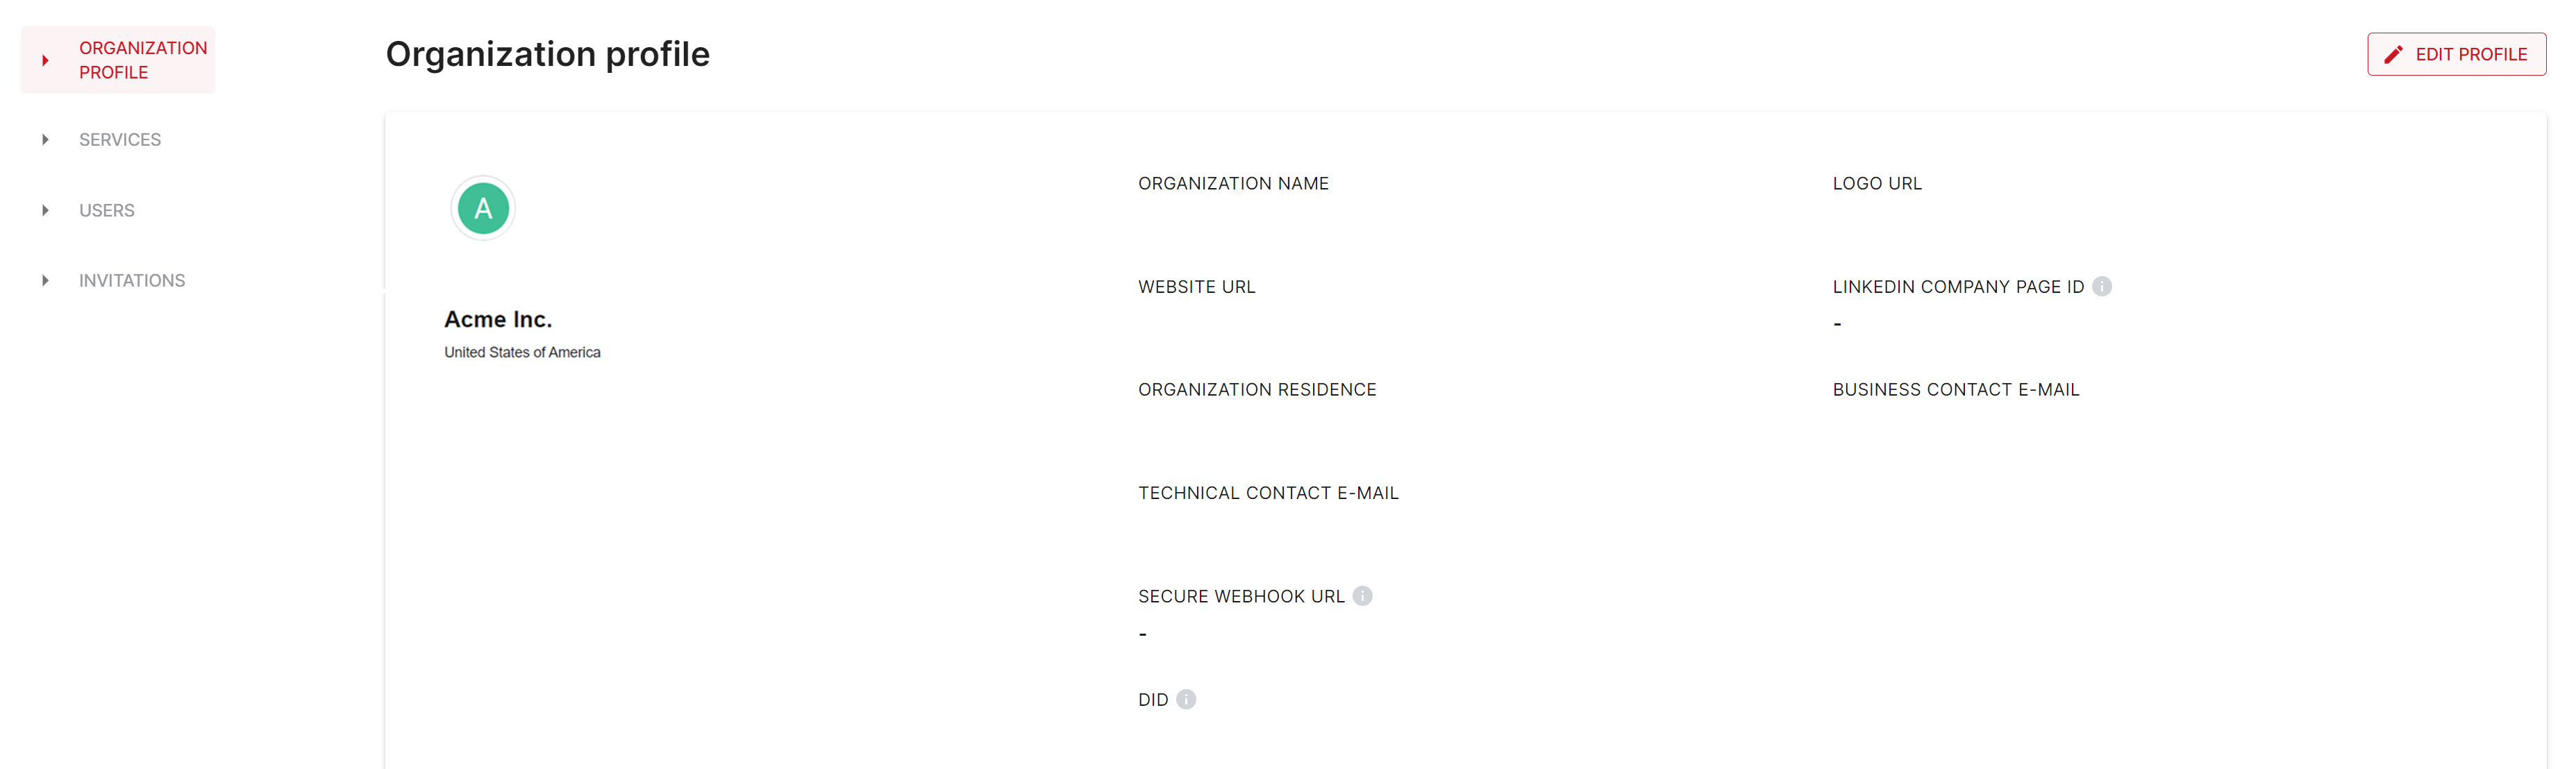 ORGANIZATION
PROFILE
SERVICES
USERS
INVITATIONS
Organization profile
EDIT PROFILE
A
Acme Inc.
United States of America
ORGANIZATION NAME
LOGO URL
WEBSITE URL
LINKEDIN COMPANY PAGE ID
-
ORGANIZATION RESIDENCE
BUSINESS CONTACT E-MAIL
TECHNICAL CONTACT E-MAIL
SECURE WEBHOOK URL
-
DID